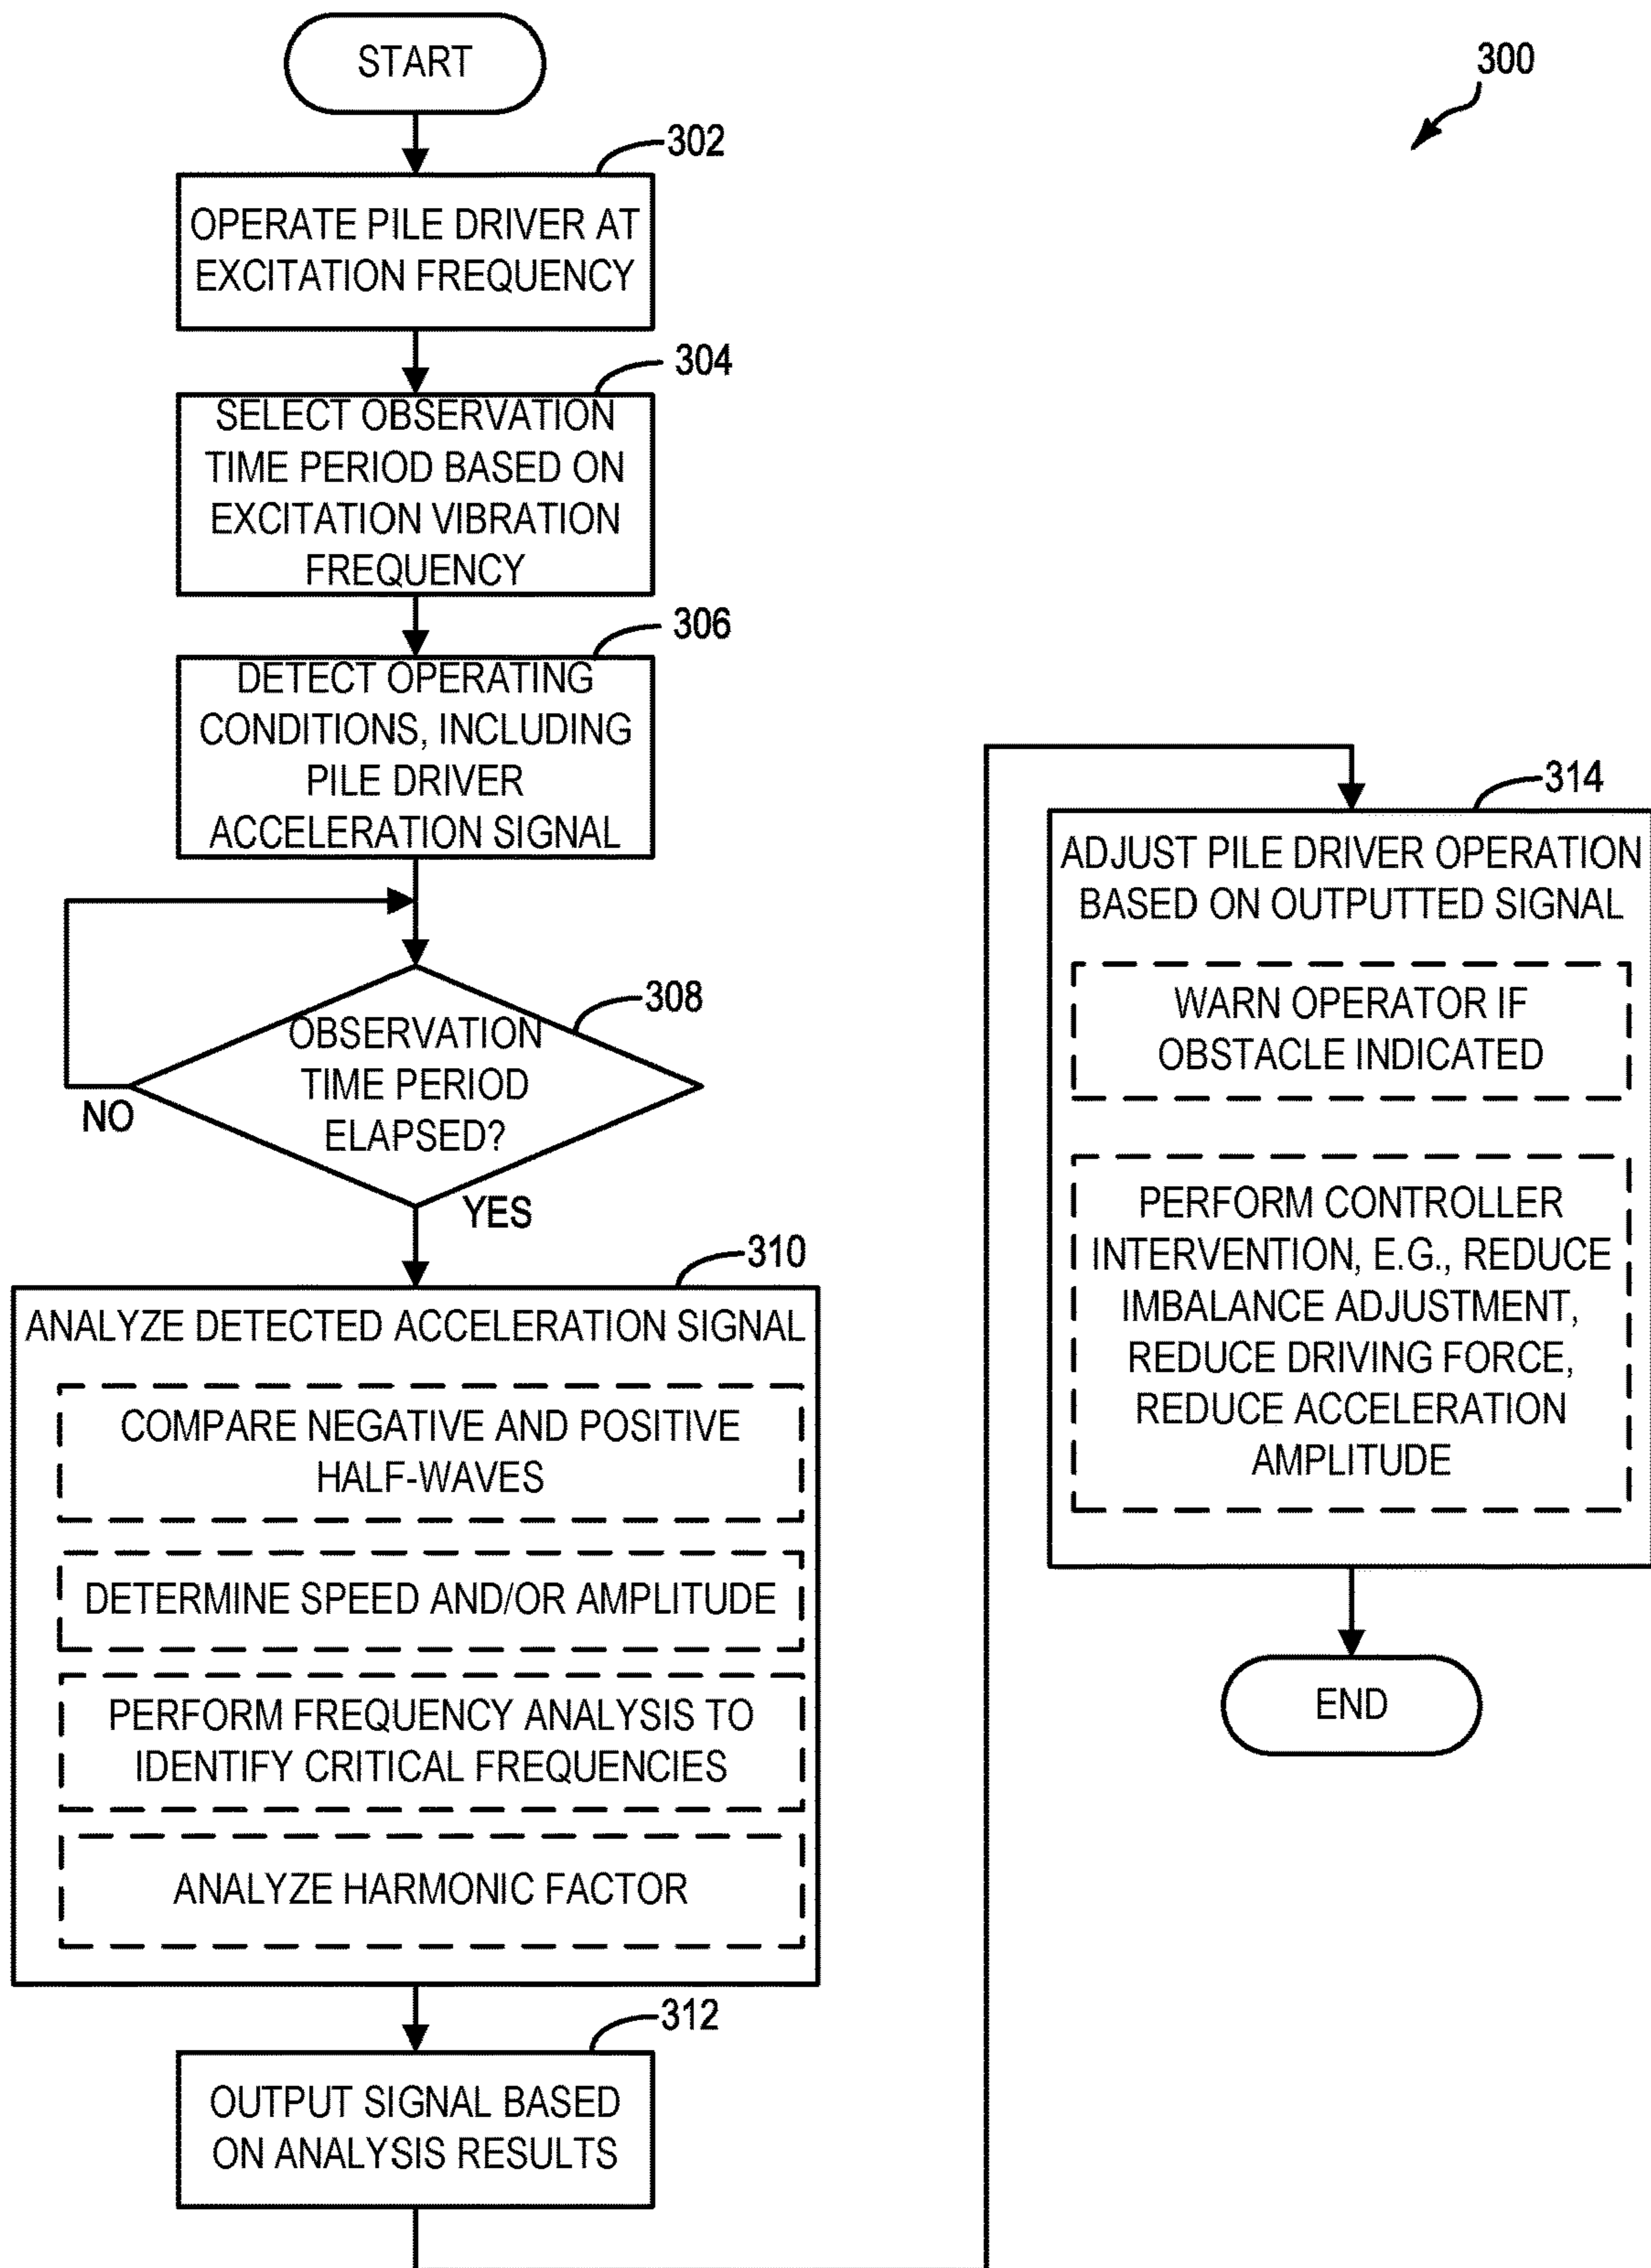 START
300
302
OPERATE PILE DRIVER AT
EXCITATION FREQUENCY
304
SELECT OBSERVATION
TIME PERIOD BASED ON
EXCITATION VIBRATION
FREQUENCY
306
DETECT OPERATING
CONDITIONS, INCLUDING
PILE DRIVER
ACCELERATION SIGNAL
308
OBSERVATION
TIME PERIOD
ELAPSED?
NO
YES
310
ANALYZE DETECTED ACCELERATION SIGNAL
COMPARE NEGATIVE AND POSITIVE
HALF-WAVES
DETERMINE SPEED AND/OR AMPLITUDE
PERFORM FREQUENCY ANALYSIS TO
IDENTIFY CRITICAL FREQUENCIES
ANALYZE HARMONIC FACTOR
312
OUTPUT SIGNAL BASED
ON ANALYSIS RESULTS
314
ADJUST PILE DRIVER OPERATION
BASED ON OUTPUTTED SIGNAL
WARN OPERATOR IF
OBSTACLE INDICATED
PERFORM CONTROLLER
INTERVENTION, E.G., REDUCE
IMBALANCE ADJUSTMENT,
REDUCE DRIVING FORCE,
REDUCE ACCELERATION
AMPLITUDE
END